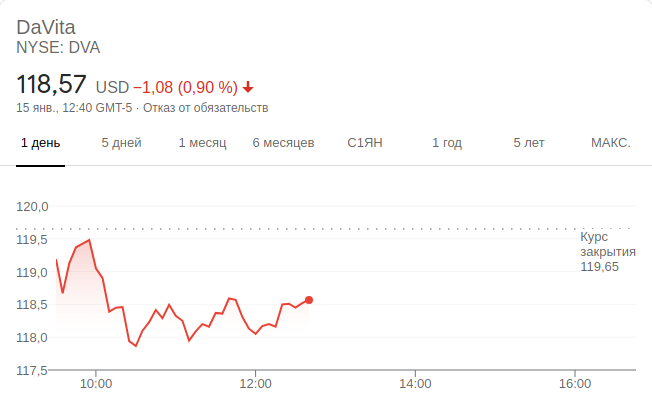 DaVita
NYSE: DVA
118,57 USD −1,08 (0,90 %)
15 янв., 12:40 GMT-5 · Отказ от обязательств
1 день 5 дней 1 месяц 6 месяцев С1ЯН 1 год 5 лет МАКС.
120,0
119,5
119,0
118,5
118,0
117,5
Курс
закрытия
119,65
10:00 12:00 14:00 16:00